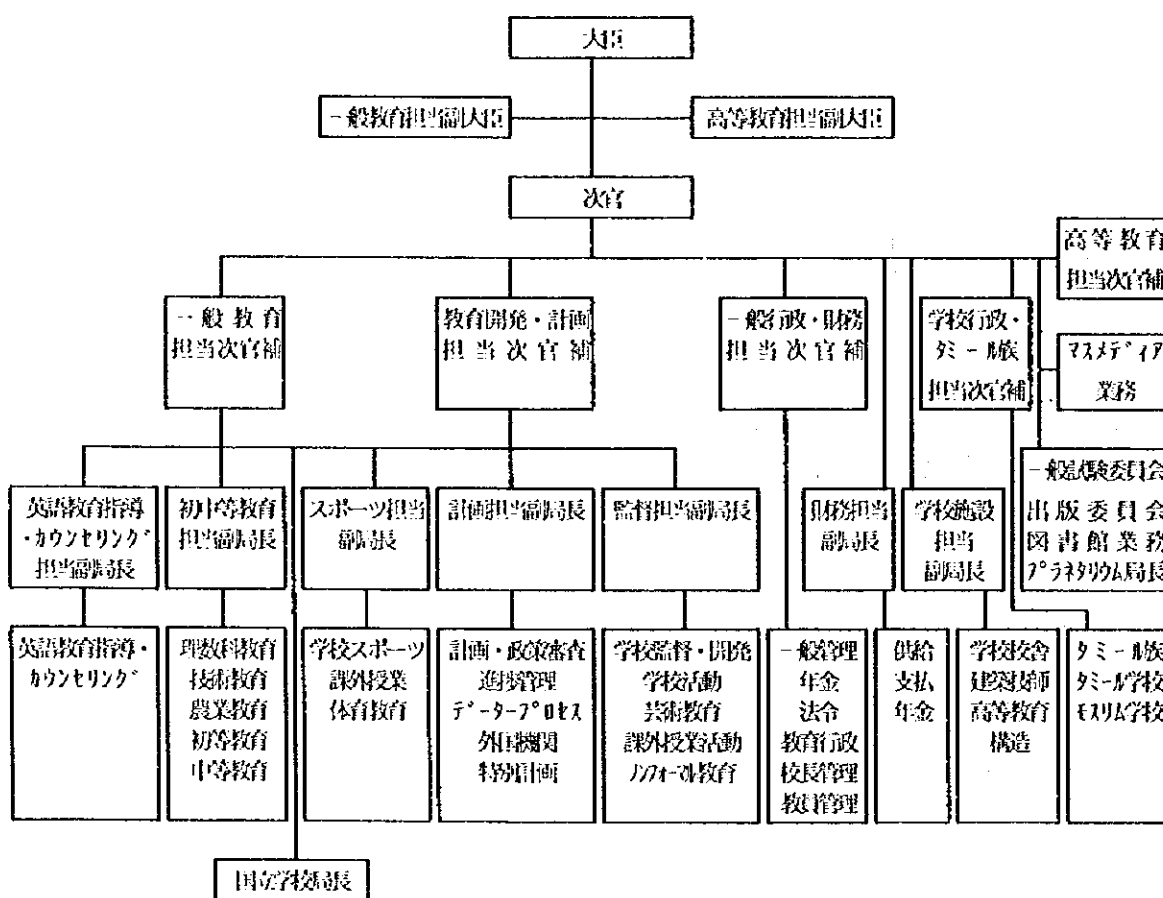 大臣
一般教育担当副大臣
高等教育担当副大臣
次官
高等教育
担当次官補
一般教育
担当次官補
教育開発・計画
担当次官補
一般行政・財務
担当次官補
学校行政・
タミール族
担当次官補
マスメディア
業務
英語教育指導
・カウンセリング
担当副局長
初中等教育
担当副局長
スポーツ担当
副局長
計画担当副局長
監督担当副局長
財務担当
副局長
学校施設
担当
副局長
一般試験委員会
出版委員会
図書館業務
プラネタリウム局長
英語教育指導・
カウンセリング
理数科教育
技術教育
農業教育
初等教育
中等教育
学校スポーツ
課外授業
体育教育
計画・政策審査
進捗管理
データープロセス
外国機関
特別計画
学校監督・開発
学校活動
芸術教育
課外授業活動
ノンフォーマル教育
一般管理
年金
法令
教育行政
校長管理
教員管理
供給
支払
年金
学校校舎
建築技師
高等教育
構造
タミール族
タミール学校
モスリム学校
国立学校局長